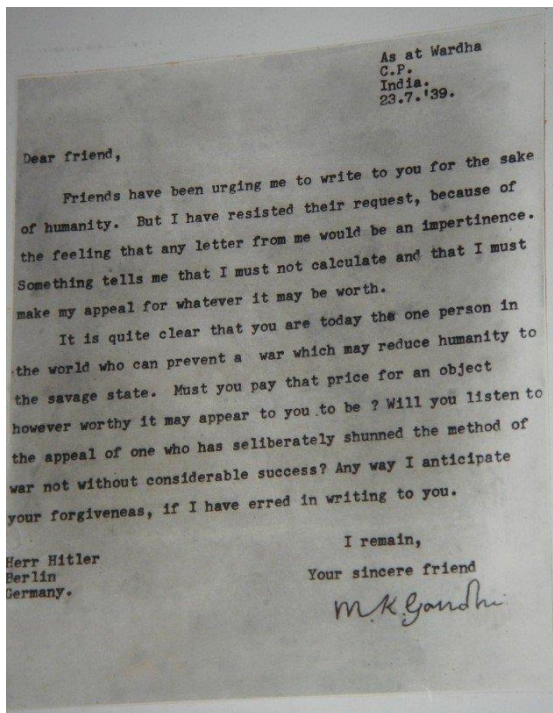 As at Wardha
C.P.
India.
23.7.'39.
Dear friend,
Friends have been urging me to write to you for the sake
of humanity. But I have resisted their request, because of
the feeling that any letter from me would be an impertinence.
Something tells me that I must not calculate and that I must
make my appeal for whatever it may be worth.
It is quite clear that you are today the one person in
the world who can prevent a war which may reduce humanity to
the savage state. Must you pay that price for an object
however worthy it may appear to you to be ? Will you listen to
the appeal of one who has seliberately shunned the method of
war not without considerable success? Any way I anticipate
your forgiveneas, if I have erred in writing to you.
I remain,
Your sincere friend
M.K.Gandhi
Herr Hitler
Berlin
Germany.